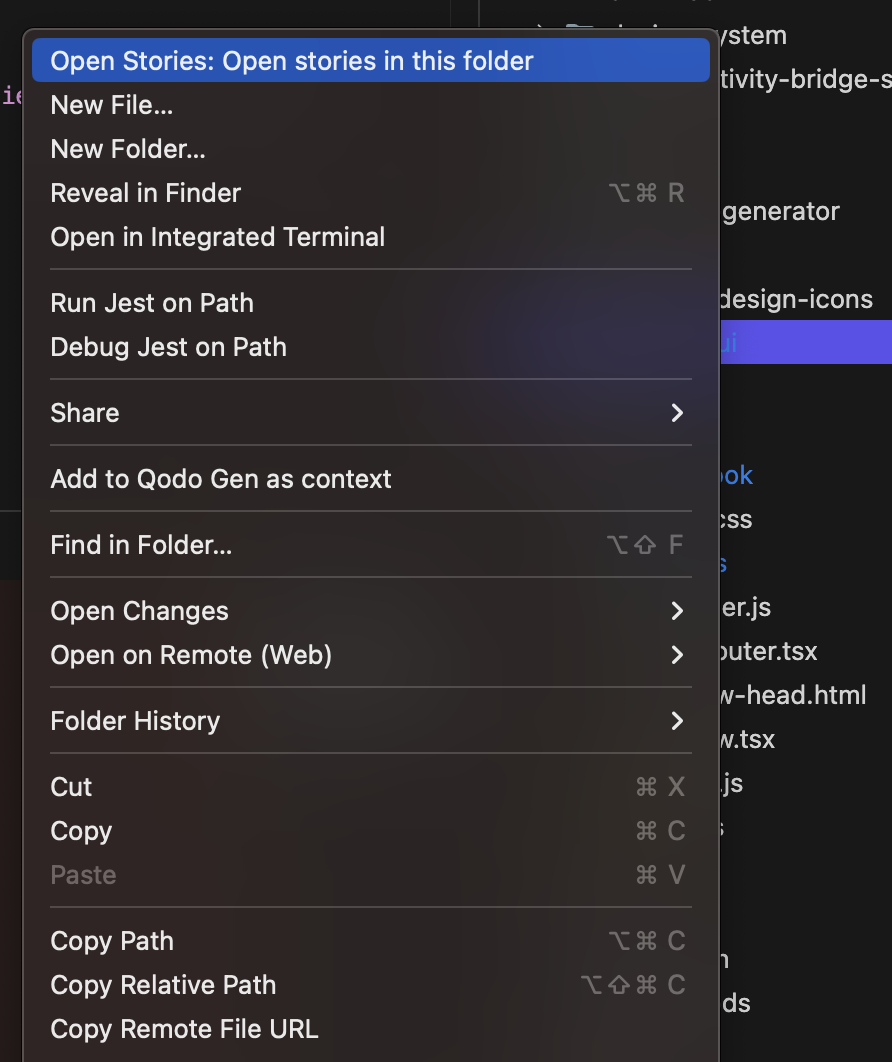 Open Stories: Open stories in this folder
New File...
New Folder...
Reveal in Finder ⌥⌘ R
Open in Integrated Terminal
Run Jest on Path
Debug Jest on Path
Share
Add to Qodo Gen as context
Find in Folder... ⌥⇧ F
Open Changes
Open on Remote (Web)
Folder History
Cut ⌘ X
Copy ⌘ C
Paste ⌘ V
Copy Path ⌥⌘ C
Copy Relative Path ⌥⇧⌘ C
Copy Remote File URL
ystem
tivity-bridge-s
generator
design-icons
ui
ook
css
s
er.js
outer.tsx
w-head.html
w.tsx
.js
s
n
ds